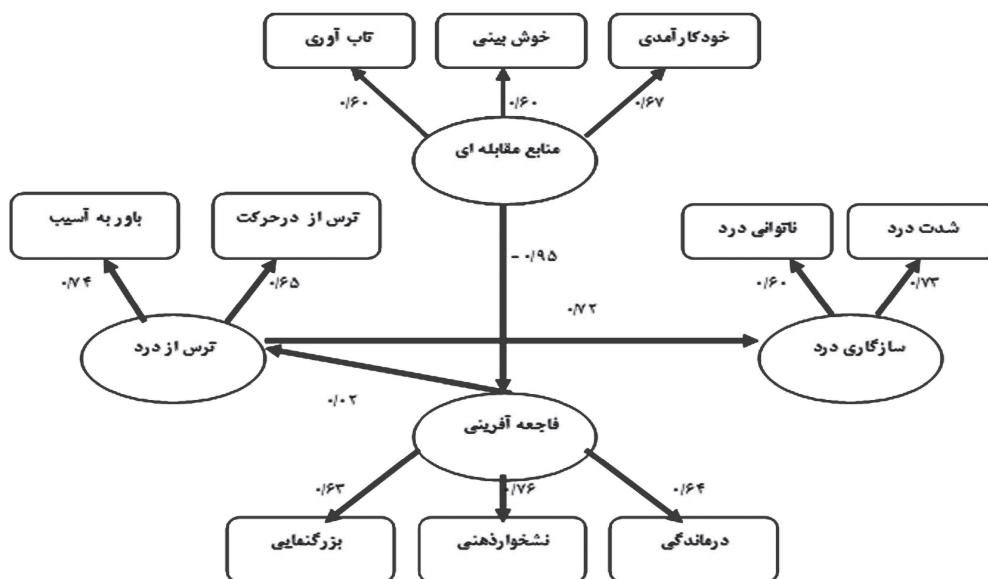 خودکارآمدی
خوش بینی
تاب آوری
۰/۶۷
۰/۶۰
۰/۶۰
منابع مقابله ای
شدت درد
ناتوانی درد
ترس از درحرکت
باور به آسیب
- ۰/۹۵
۰/۷۳
۰/۶۰
۰/۶۵
۰/۷۴
۰/۷۲
سازگاری درد
ترس از درد
۰/۰۲
فاجعه آفرینی
۰/۶۴
۰/۷۶
۰/۶۳
درماندگی
نشخوارذهنی
بزرگنمایی